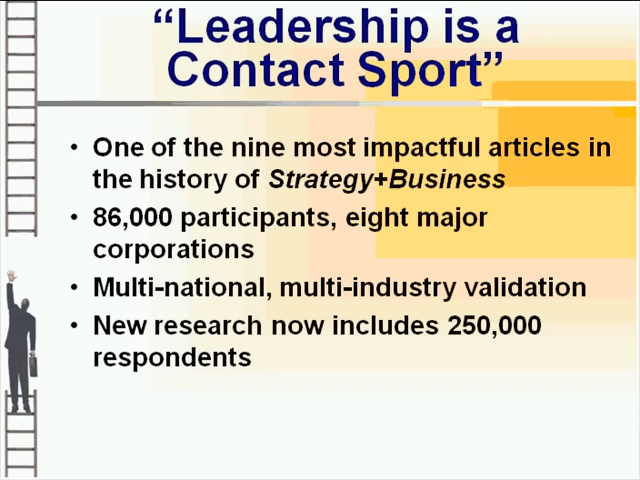 “Leadership is a
Contact Sport”
• One of the nine most impactful articles in
the history of Strategy+Business
• 86,000 participants, eight major
corporations
• Multi-national, multi-industry validation
• New research now includes 250,000
respondents